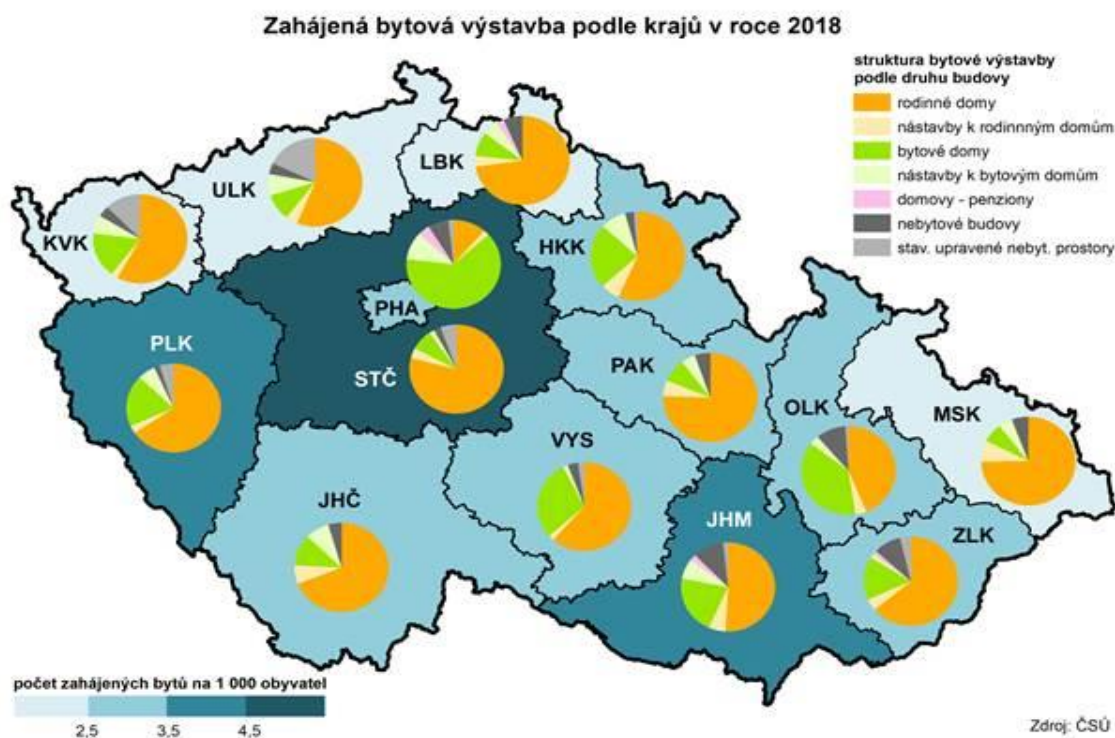 Zahájená bytová výstavba podle krajů v roce 2018
struktura bytové výstavby
podle druhu budovy
rodinné domy
nástavby k rodinnným domům
bytové domy
nástavby k bytovým domům
domovy - penziony
nebytové budovy
stav. upravené nebyt. prostory
LBK
ULK
KVK
HKK
PHA
PLK
STČ
PAK
OLK
MSK
VYS
JHČ
JHM
ZLK
počet zahájených bytů na 1 000 obyvatel
2,5 3,5 4,5
Zdroj: ČSÚ